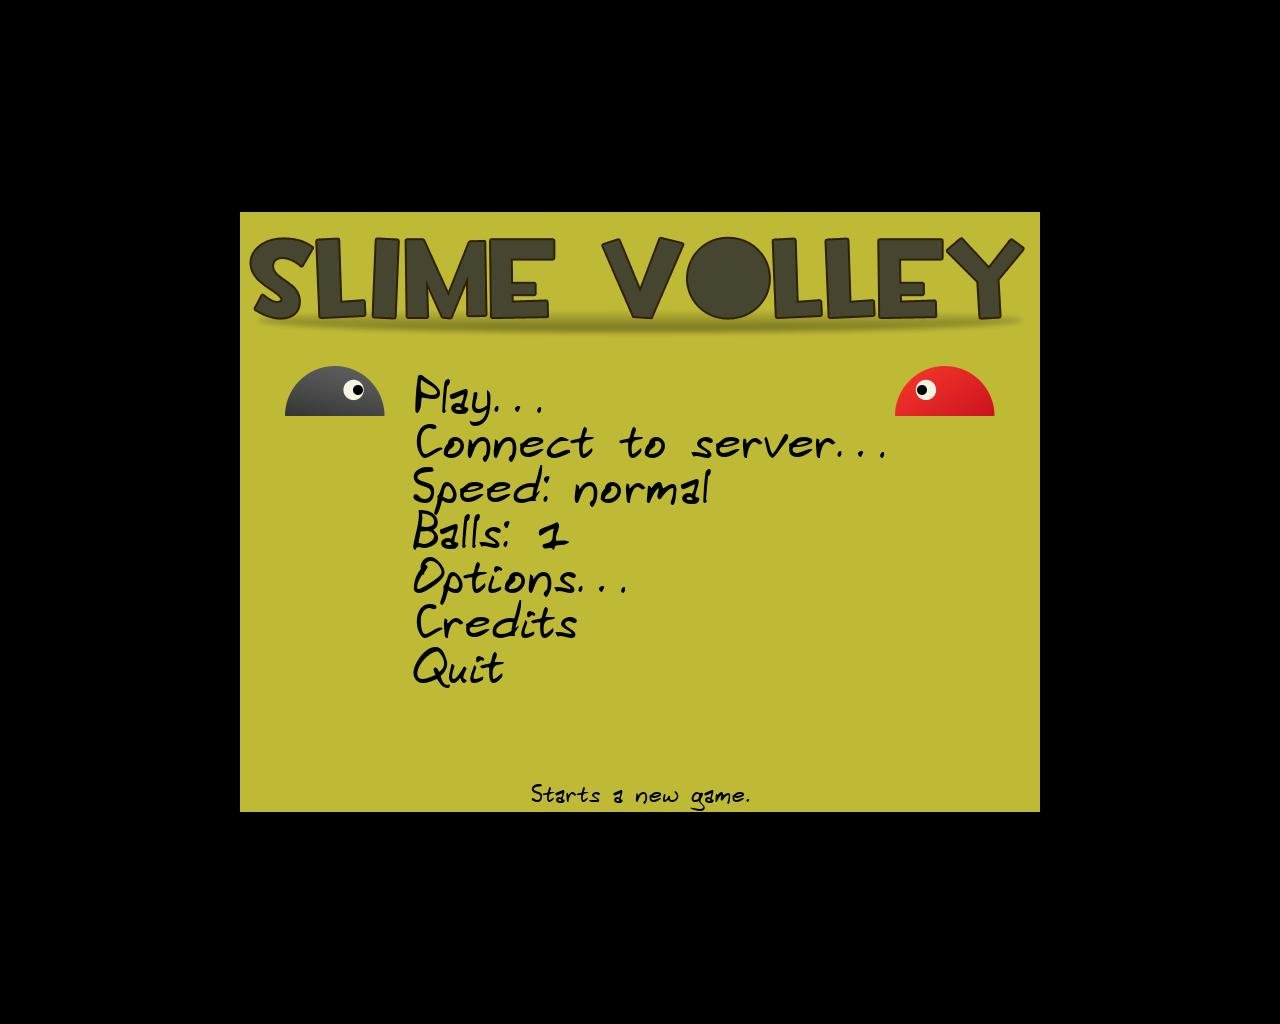 SLIME VOLLEY
Play...
Connect to server...
Speed: normal
Balls: 1
Options...
Credits
Quit
Starts a new game.